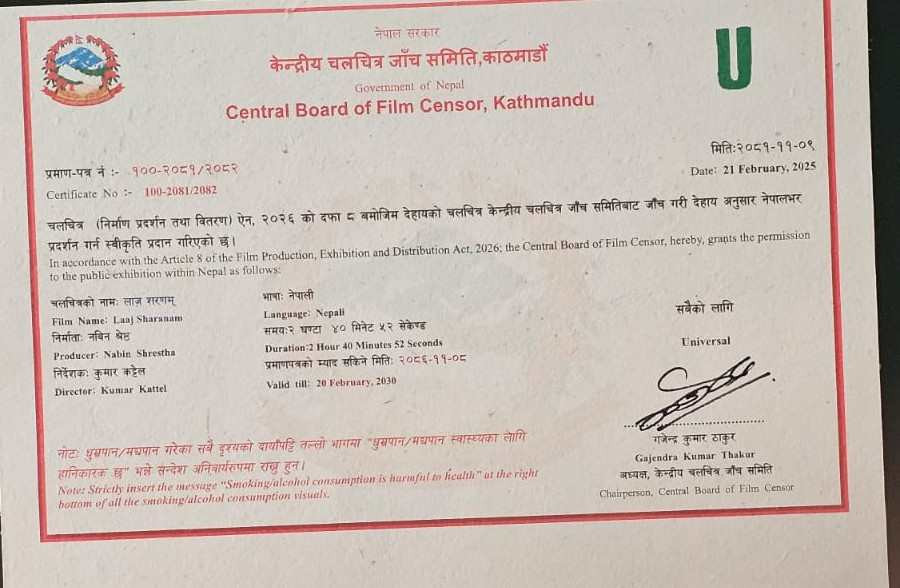 नेपाल सरकार
केन्द्रीय चलचित्र जाँच समिति,काठमाडौं
Government of Nepal
Central Board of Film Censor, Kathmandu
U
मिति:२०८१-११-०९
Date: 21 February, 2025
प्रमाण-पत्र नं :- १००-२०८१/२०८२
Certificate No :- 100-2081/2082
चलचित्र (निर्माण प्रदर्शन तथा वितरण) ऐन, २०२६ को दफा ८ बमोजिम देहायको चलचित्र केन्द्रीय चलचित्र जाँच समितिबाट जाँच गरी देहाय अनुसार नेपालभर
प्रदर्शन गर्न स्वीकृति प्रदान गरिएको छ।
In accordance with the Article 8 of the Film Production, Exhibition and Distribution Act, 2026; the Central Board of Film Censor, hereby, grants the permission
to the public exhibition within Nepal as follows:
चलचित्रको नामः लाज शरणम्
Film Name: Laaj Sharanam
निर्माताः नबिन श्रेष्ठ
Producer: Nabin Shrestha
निर्देशकः कुमार कट्टेल
Director: Kumar Kattel
भाषाः नेपाली
Language: Nepali
समयः२ घण्टा ४० मिनेट ५२ सेकेण्ड
Duration:2 Hour 40 Minutes 52 Seconds
प्रमाणपत्रको म्याद सकिने मिति: २०८६-११-०८
Valid till: 20 February, 2030
सबैको लागि
Universal
गजेन्द्र कुमार ठाकुर
Gajendra Kumar Thakur
अध्यक्ष, केन्द्रीय चलचित्र जाँच समिति
Chairperson, Central Board of Film Censor
नोटः धुम्रपान/मद्यपान गरेका सबै दृश्यको दायाँपट्टि तल्लो भागमा "धुम्रपान/मद्यपान स्वास्थ्यका लागि
हानिकारक छ" भन्ने सन्देश अनिवार्यरुपमा राख्नु हुन।
Note: Strictly insert the message "Smoking/alcohol consumption is harmful to health" at the right
bottom of all the smoking/alcohol consumption visuals.